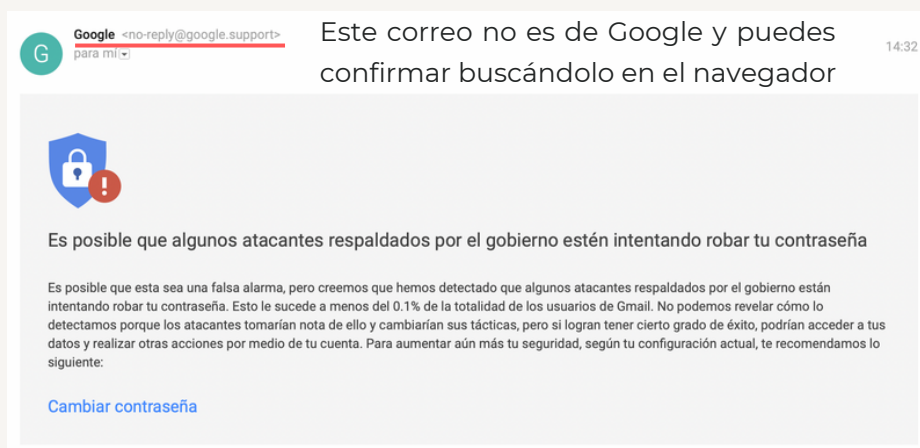 G
Google <no-reply@google.support>
para mí
Este correo no es de Google y puedes
confirmar buscándolo en el navegador
14:32
Es posible que algunos atacantes respaldados por el gobierno estén intentando robar tu contraseña
Es posible que esta sea una falsa alarma, pero creemos que hemos detectado que algunos atacantes respaldados por el gobierno están
intentando robar tu contraseña. Esto le sucede a menos del 0.1% de la totalidad de los usuarios de Gmail. No podemos revelar cómo lo
detectamos porque los atacantes tomarían nota de ello y cambiarían sus tácticas, pero si logran tener cierto grado de éxito, podrían acceder a tus
datos y realizar otras acciones por medio de tu cuenta. Para aumentar aún más tu seguridad, según tu configuración actual, te recomendamos lo
siguiente:
Cambiar contraseña